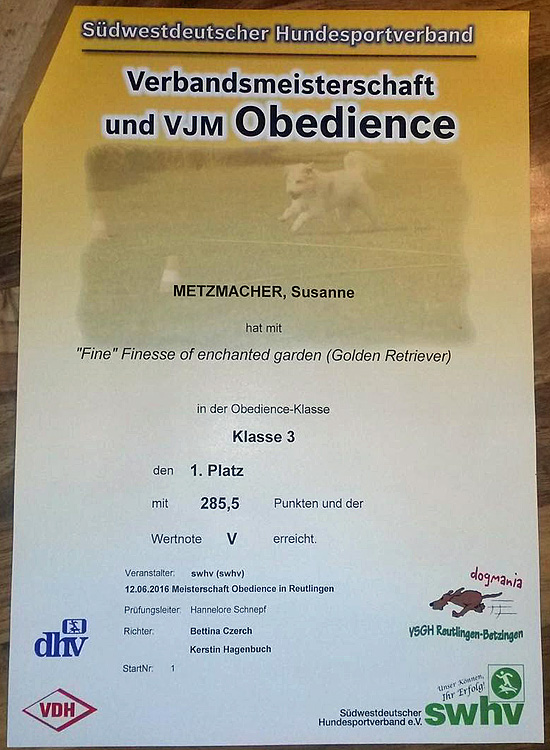 Südwestdeutscher Hundesportverband
Verbandsmeisterschaft
und VJM Obedience
METZMACHER, Susanne
hat mit
"Fine" Finesse of enchanted garden (Golden Retriever)
in der Obedience-Klasse
Klasse 3
den 1. Platz
mit 285,5 Punkten und der
Wertnote V erreicht.
Veranstalter: swhv (swhv)
12.06.2016 Meisterschaft Obedience in Reutlingen
Prüfungsleiter: Hannelore Schnepf
Richter: Bettina Czerch
Kerstin Hagenbuch
StartNr: 1
dogmania
VSGH Reutlingen-Betzingen
dhv
VDH
Unser Können,
Ihr Erfolg!
Südwestdeutscher
Hundesportverband e.V.
swhv